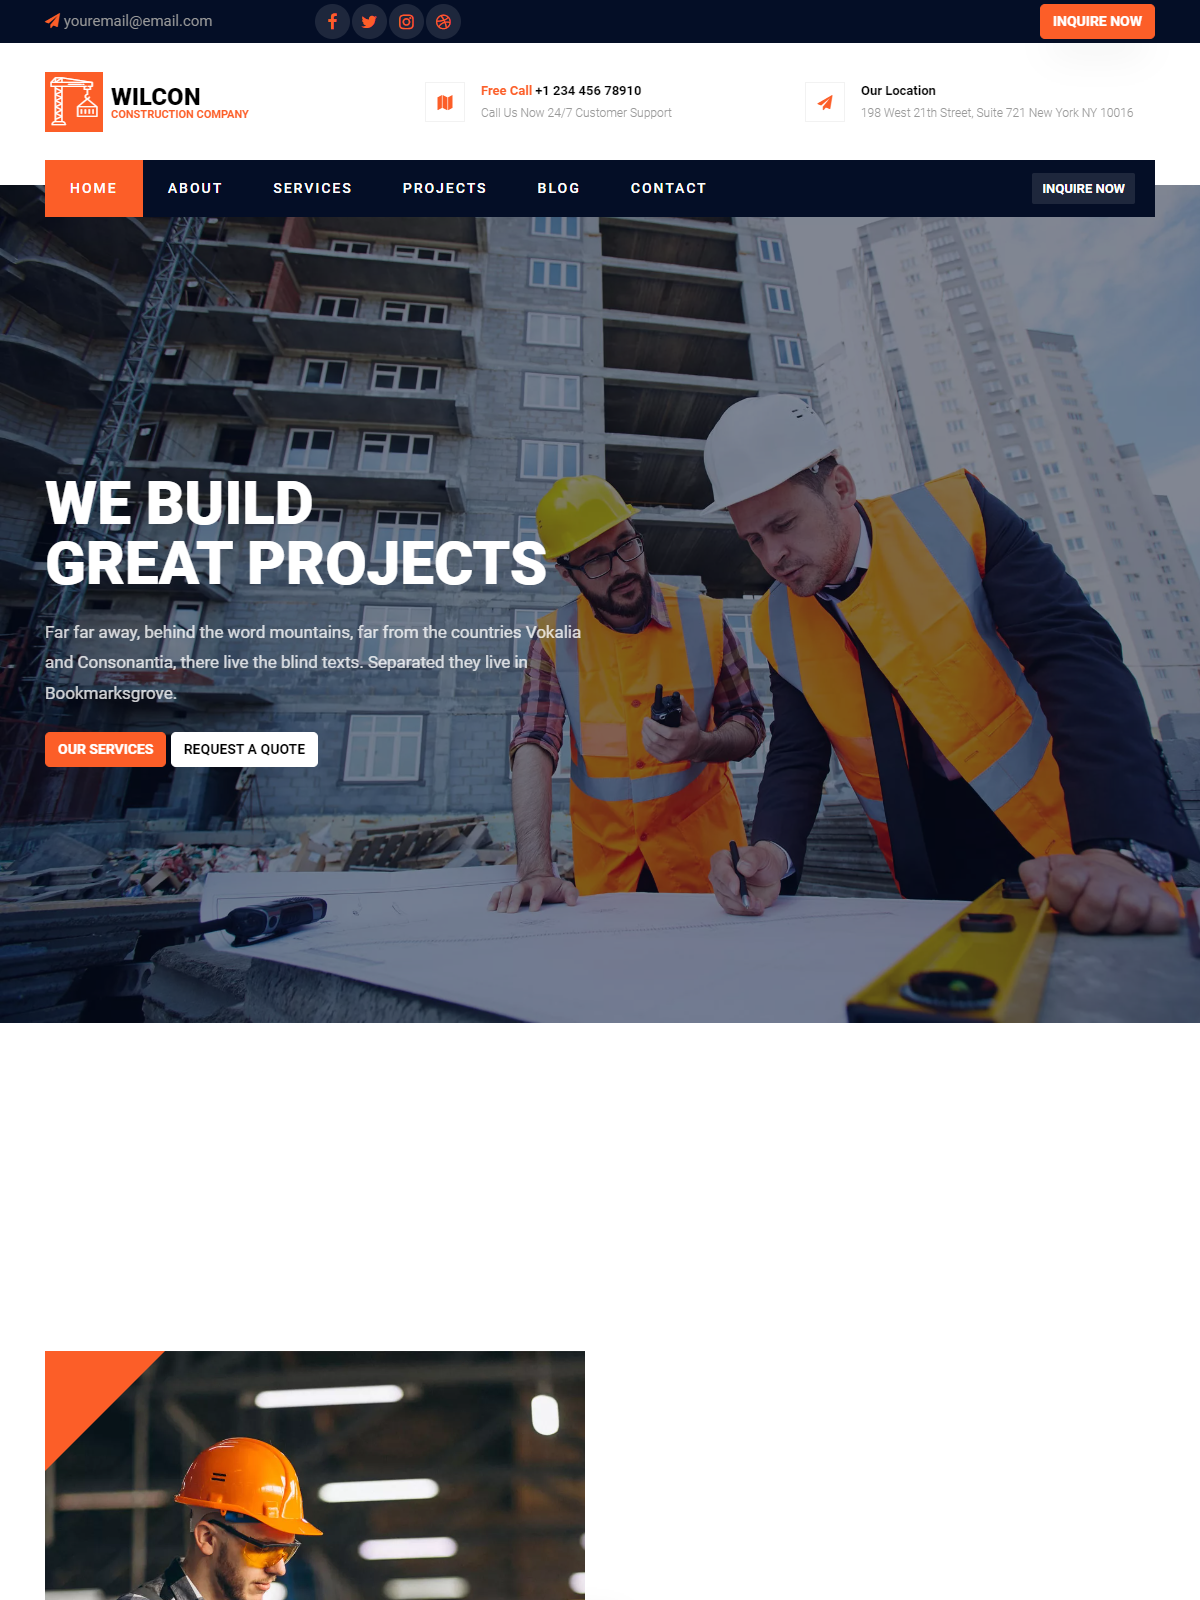 youremail@email.com
INQUIRE NOW
WILCON
CONSTRUCTION COMPANY
Free Call +1 234 456 78910
Call Us Now 24/7 Customer Support
Our Location
198 West 21th Street, Suite 721 New York NY 10016
HOME
ABOUT
SERVICES
PROJECTS
BLOG
CONTACT
INQUIRE NOW
WE BUILD
GREAT PROJECTS
Far far away, behind the word mountains, far from the countries Vokalia
and Consonantia, there live the blind texts. Separated they live in
Bookmarksgrove.
OUR SERVICES
REQUEST A QUOTE